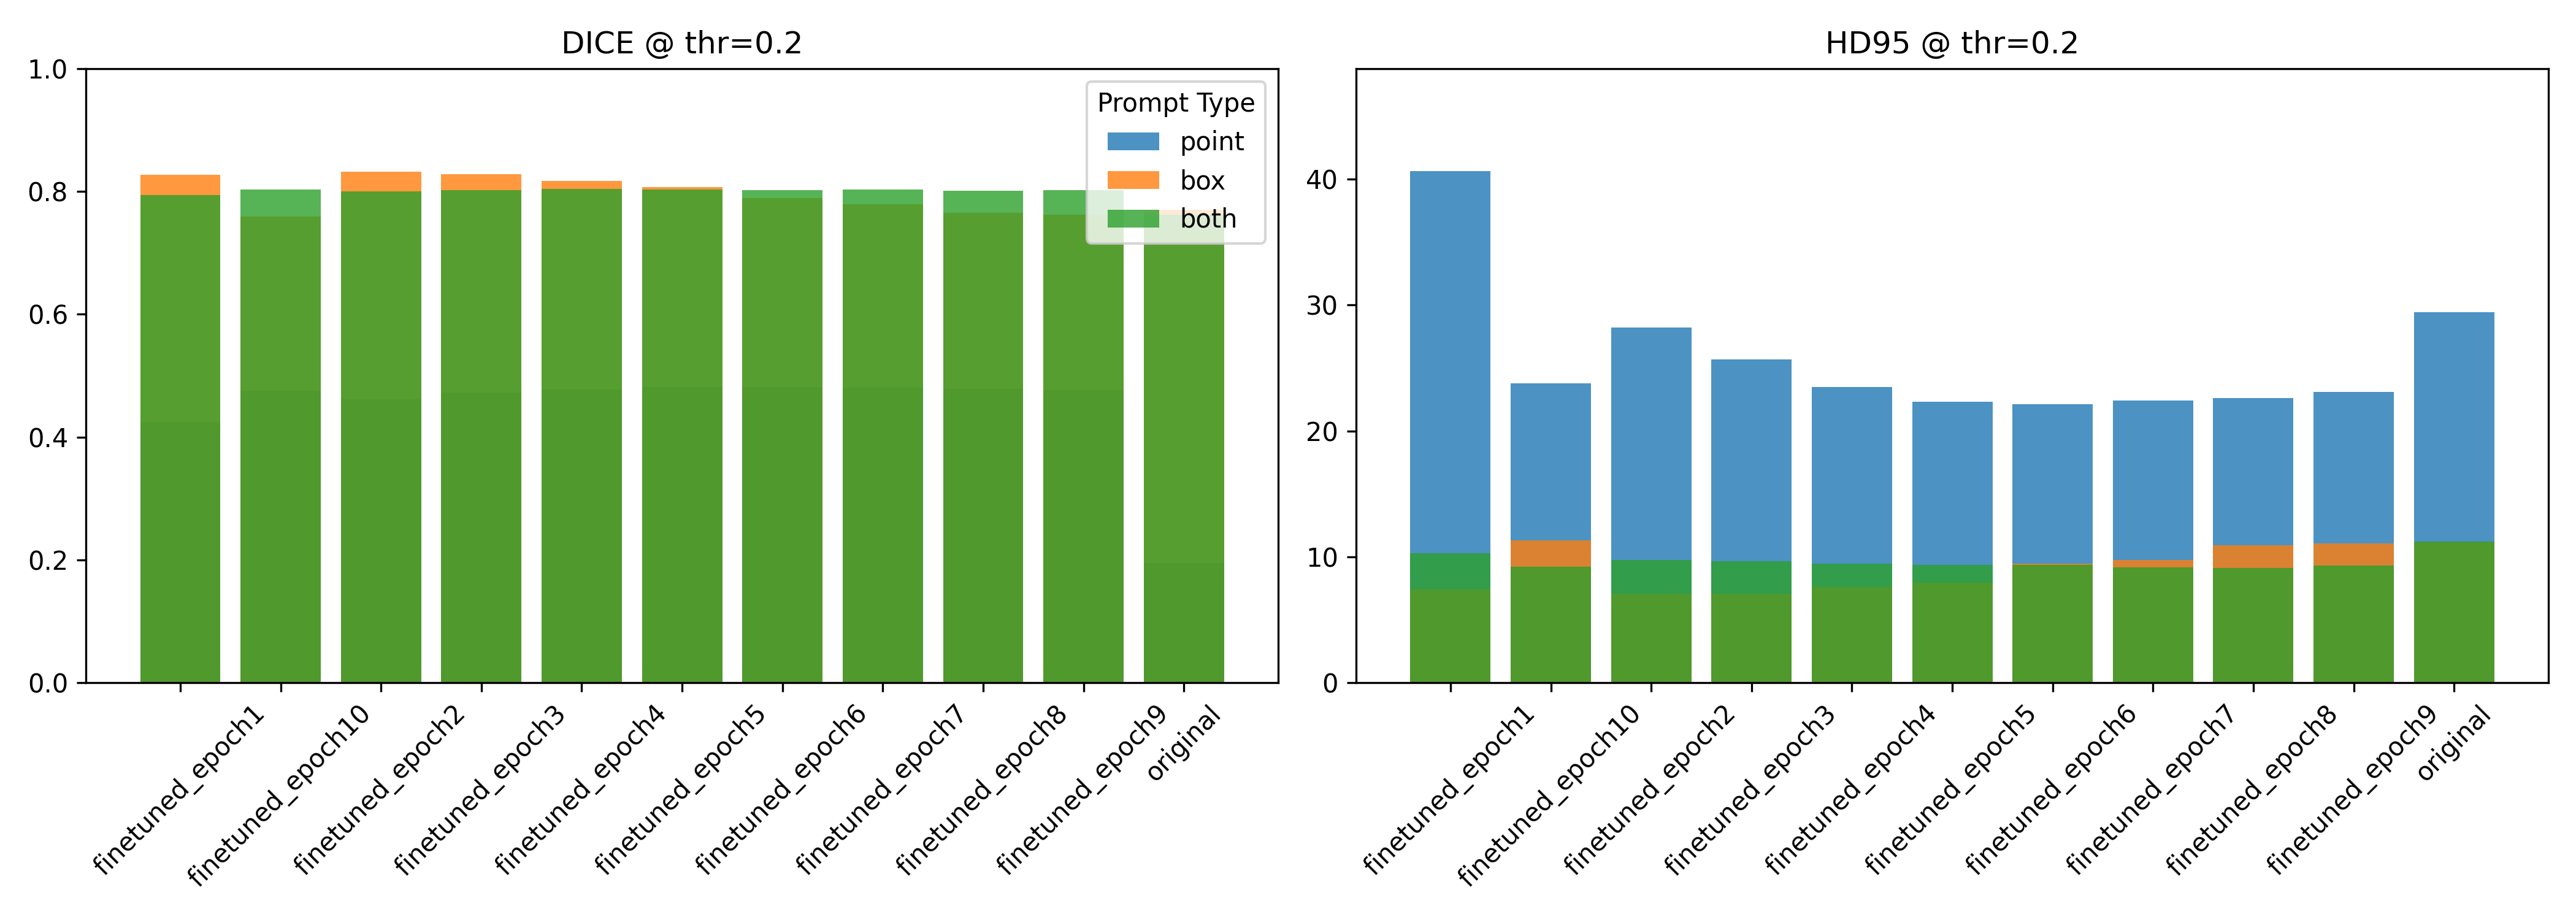 DICE @ thr=0.2
1.0
0.8
0.6
0.4
0.2
0.0
Prompt Type
point
box
both
finetuned_epoch1
finetuned_epoch10
finetuned_epoch2
finetuned_epoch3
finetuned_epoch4
finetuned_epoch5
finetuned_epoch6
finetuned_epoch7
finetuned_epoch8
finetuned_epoch9
original
HD95 @ thr=0.2
40
30
20
10
0
finetuned_epoch1
finetuned_epoch10
finetuned_epoch2
finetuned_epoch3
finetuned_epoch4
finetuned_epoch5
finetuned_epoch6
finetuned_epoch7
finetuned_epoch8
finetuned_epoch9
original